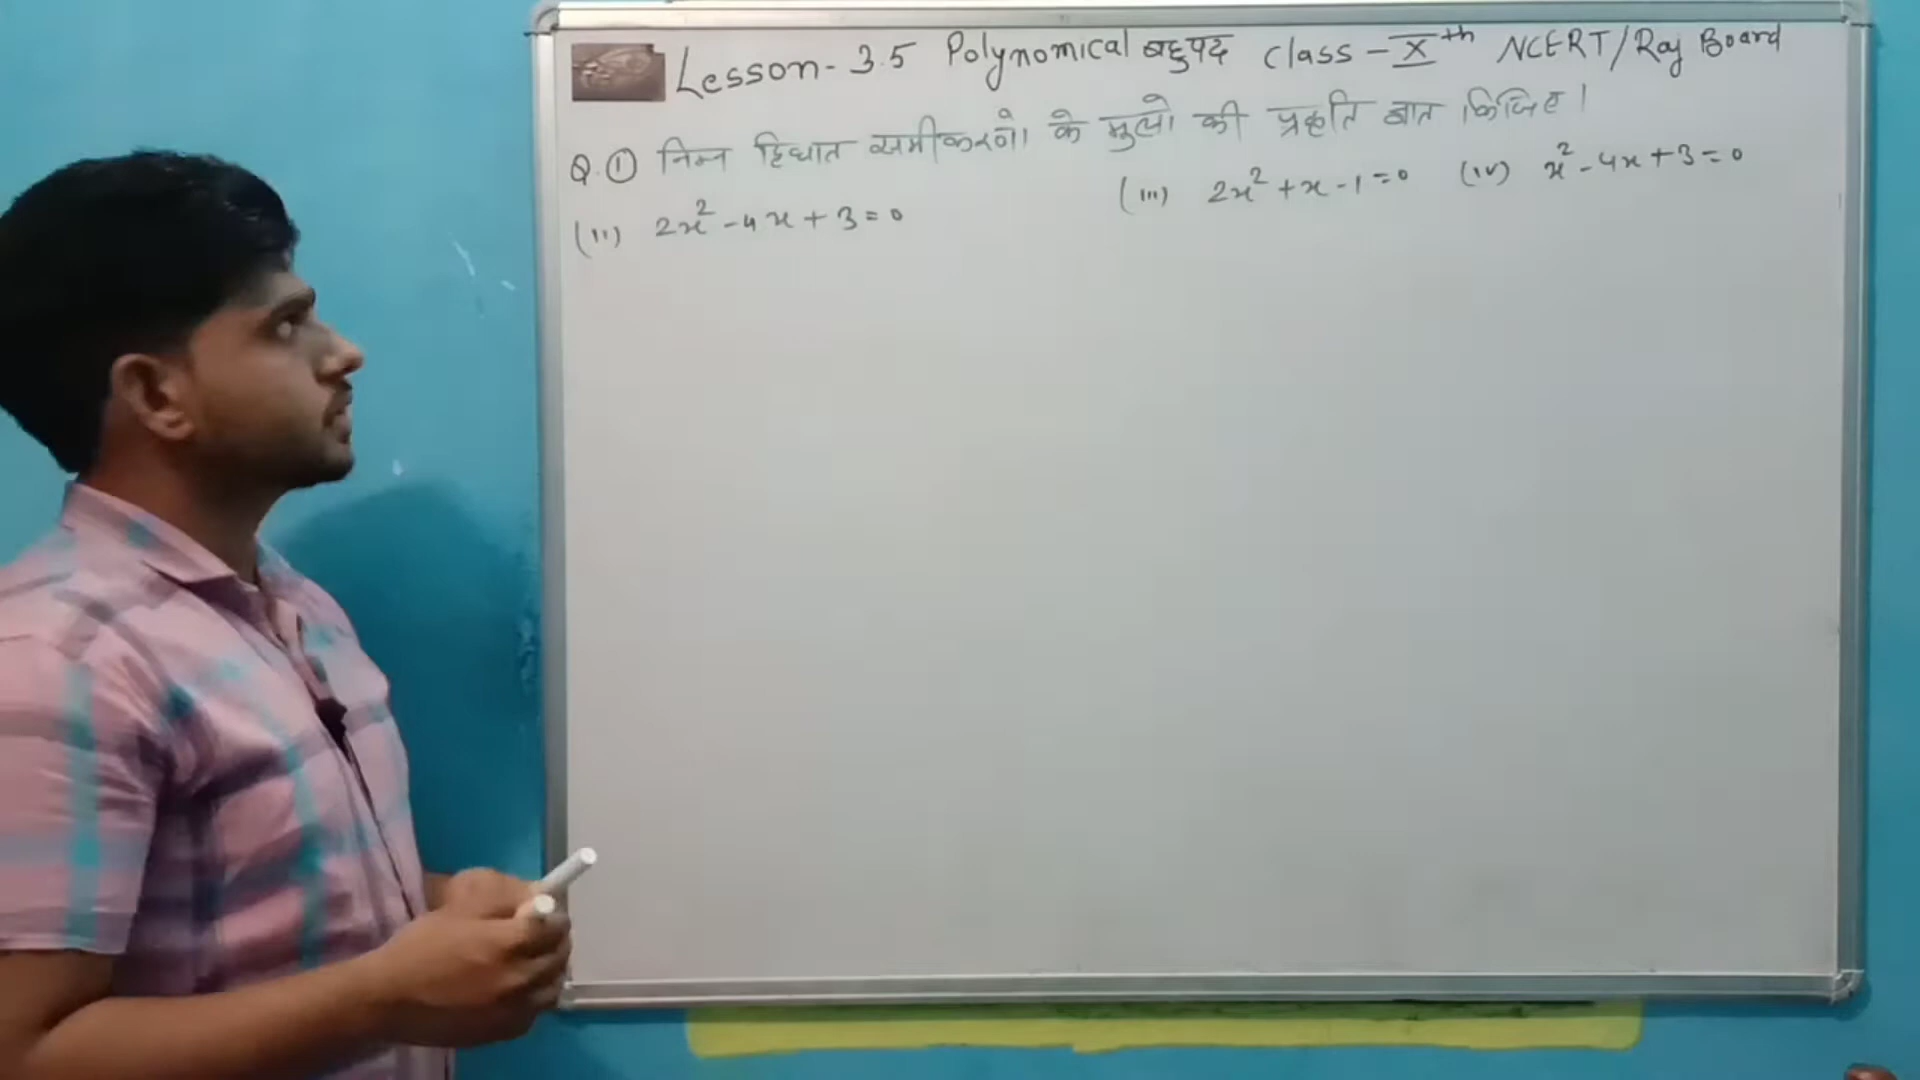 Lesson- 3.5 Polynomical बहुपद Class - Xth NCERT/Raj Board
Q.① निम्न द्विघात समीकरणों के मुलो की प्रकृति ज्ञात किजिए।
(ii) 2x² - 4x + 3 = 0 (iii) 2x² + x - 1 = 0 (iv) x² - 4x + 3 = 0